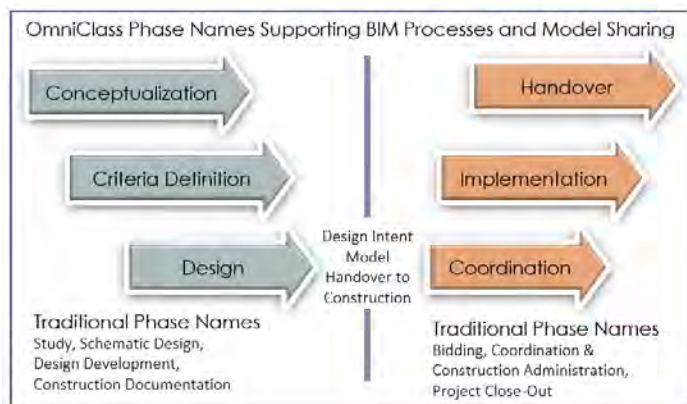 OmniClass Phase Names Supporting BIM Processes and Model Sharing
Conceptualization
Criteria Definition
Design
Traditional Phase Names
Study, Schematic Design,
Design Development,
Construction Documentation
Design Intent
Model
Handover to
Construction
Handover
Implementation
Coordination
Traditional Phase Names
Bidding, Coordination &
Construction Administration,
Project Close-Out